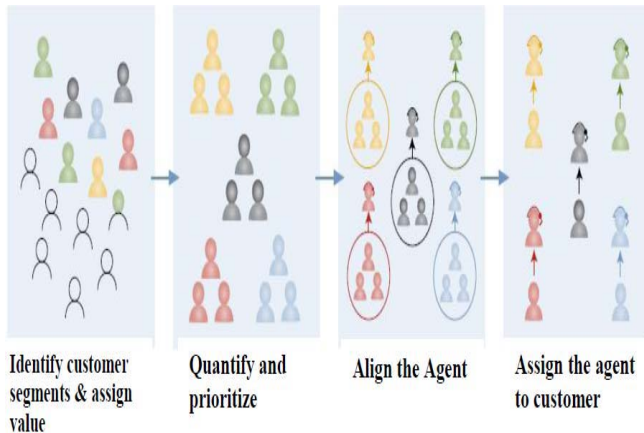 Identify customer
segments & assign
value
Quantify and
prioritize
Align the Agent
Assign the agent
to customer